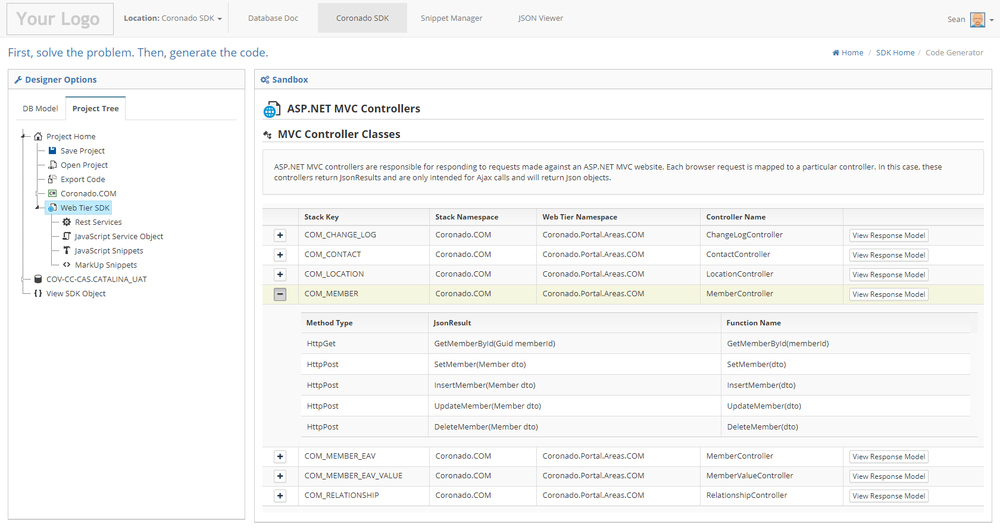 Your Logo
Location: Coronado SDK
Database Doc
Coronado SDK
Snippet Manager
JSON Viewer
Sean
First, solve the problem. Then, generate the code.
Home / SDK Home / Code Generator
Designer Options
DB Model
Project Tree
Project Home
Save Project
Open Project
Export Code
C# Coronado.COM
Web Tier SDK
Rest Services
JavaScript Service Object
JavaScript Snippets
MarkUp Snippets
COV-CC-CAS.CATALINA_UAT
View SDK Object
Sandbox
ASP.NET MVC Controllers
MVC Controller Classes
ASP.NET MVC controllers are responsible for responding to requests made against an ASP.NET MVC website. Each browser request is mapped to a particular controller. In this case, these
controllers return JsonResults and are only intended for Ajax calls and will return Json objects.
Stack Key Stack Namespace Web Tier Namespace Controller Name
COM_CHANGE_LOG Coronado.COM Coronado.Portal.Areas.COM ChangeLogController View Response Model
COM_CONTACT Coronado.COM Coronado.Portal.Areas.COM ContactController View Response Model
COM_LOCATION Coronado.COM Coronado.Portal.Areas.COM LocationController View Response Model
COM_MEMBER Coronado.COM Coronado.Portal.Areas.COM MemberController View Response Model
Method Type JsonResult Function Name
HttpGet GetMemberById(Guid memberId) GetMemberById(memberId)
HttpPost SetMember(Member dto) SetMember(dto)
HttpPost InsertMember(Member dto) InsertMember(dto)
HttpPost UpdateMember(Member dto) UpdateMember(dto)
HttpPost DeleteMember(Member dto) DeleteMember(dto)
COM_MEMBER_EAV Coronado.COM Coronado.Portal.Areas.COM MemberController View Response Model
COM_MEMBER_EAV_VALUE Coronado.COM Coronado.Portal.Areas.COM MemberValueController View Response Model
COM_RELATIONSHIP Coronado.COM Coronado.Portal.Areas.COM RelationshipController View Response Model